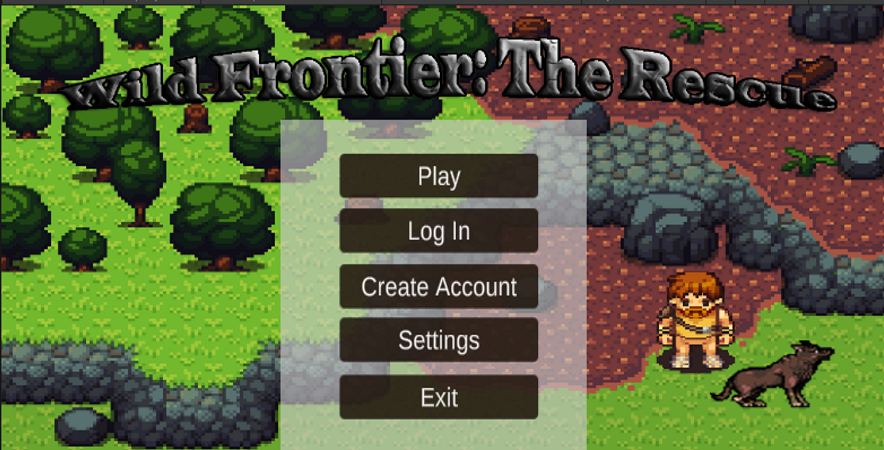 Wild Frontier: The Rescue
Play
Log In
Create Account
Settings
Exit